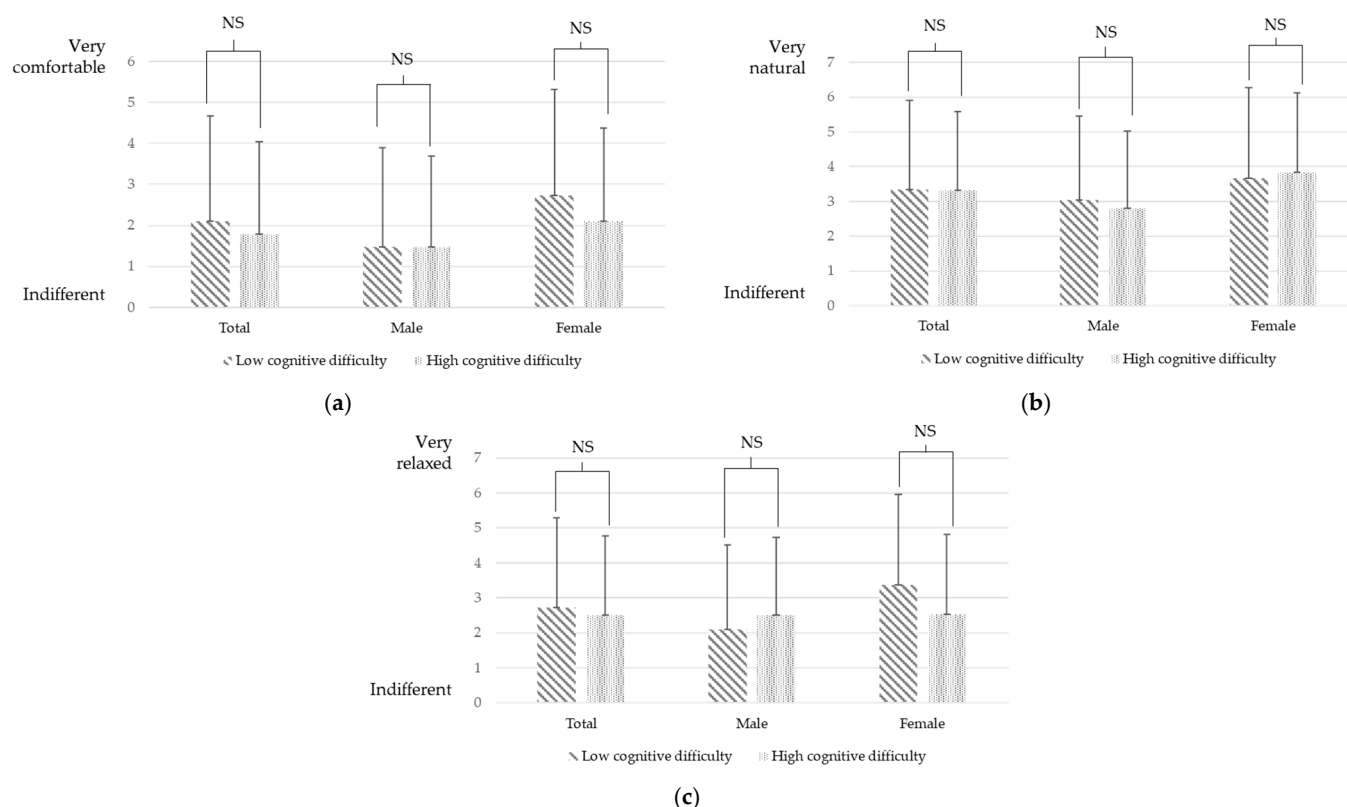 NS
NS
NS
Very
comfortable
6
5
4
3
2
1
Indifferent
0
Total
Male
Female
Low cognitive difficulty
High cognitive difficulty
(a)
NS
NS
NS
Very
natural
7
6
5
4
3
2
1
Indifferent
0
Total
Male
Female
Low cognitive difficulty
High cognitive difficulty
(b)
NS
NS
NS
Very
relaxed
7
6
5
4
3
2
1
Indifferent
0
Total
Male
Female
Low cognitive difficulty
High cognitive difficulty
(c)